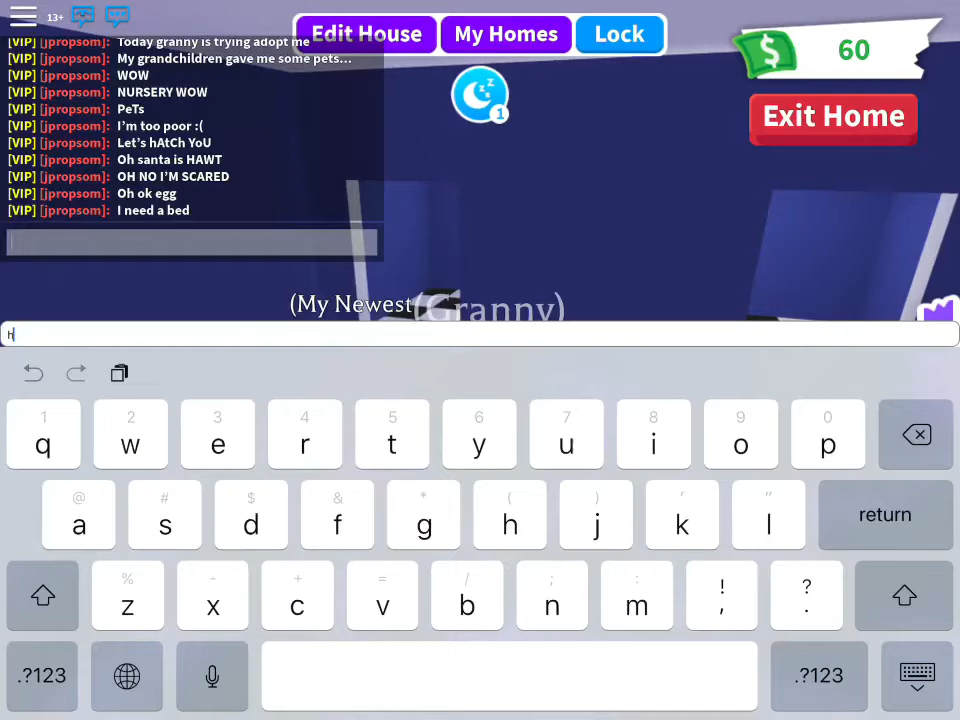 13+
Edit House
My Homes
Lock
60
Exit Home
1
[VIP] [jpropsom]: Today granny is trying adopt me
[VIP] [jpropsom]: My grandchildren gave me some pets...
[VIP] [jpropsom]: WOW
[VIP] [jpropsom]: NURSERY WOW
[VIP] [jpropsom]: PeTs
[VIP] [jpropsom]: I'm too poor :(
[VIP] [jpropsom]: Let's hAtCh YoU
[VIP] [jpropsom]: Oh santa is HAWT
[VIP] [jpropsom]: OH NO I'M SCARED
[VIP] [jpropsom]: Oh ok egg
[VIP] [jpropsom]: I need a bed
(My Newest
(Granny)
h
1 2 3 4 5 6 7 8 9 0
q w e r t y u i o p
@ # $ & * ( ) ' "
a s d f g h j k l return
% - + = / ; : ! ?
z x c v b n m , .
.?123 .?123